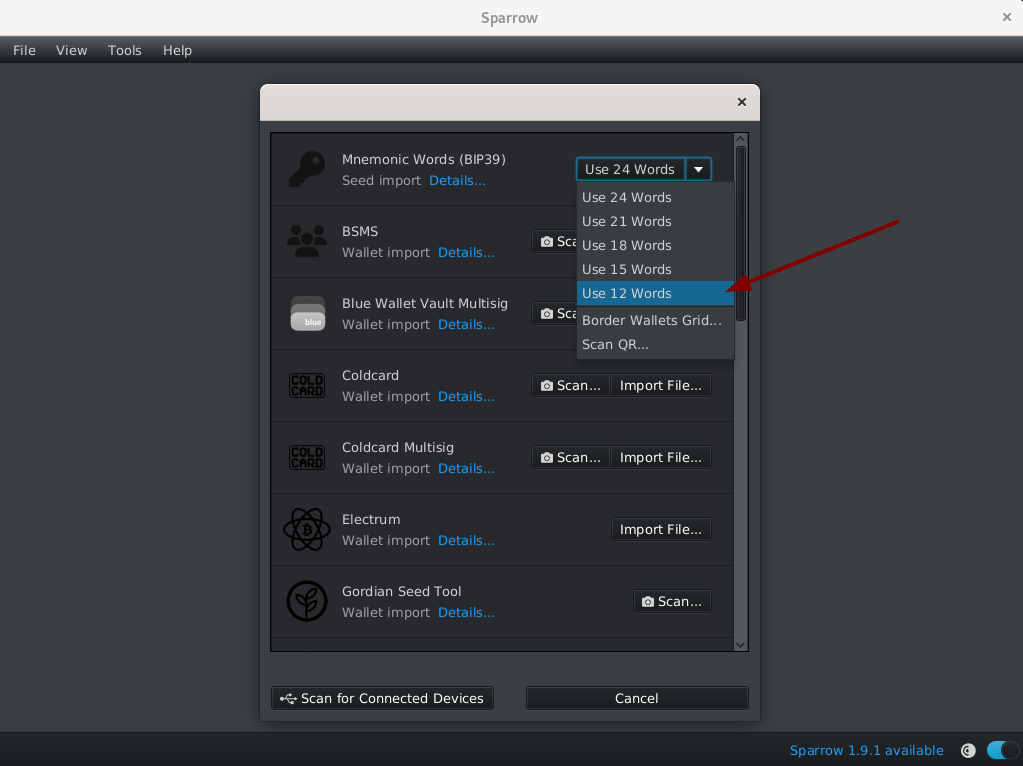 Sparrow
File View Tools Help
Mnemonic Words (BIP39)
Seed import Details...
Use 24 Words
Use 24 Words
Use 21 Words
Use 18 Words
Use 15 Words
Use 12 Words
Border Wallets Grid...
Scan QR...
BSMS
Wallet import Details...
Sca
Blue Wallet Vault Multisig
Wallet import Details...
blue
Sca
Coldcard
Wallet import Details...
COLD
CARD
Scan... Import File...
Coldcard Multisig
Wallet import Details...
COLD
CARD
Scan... Import File...
Electrum
Wallet import Details...
Import File...
Gordian Seed Tool
Wallet import Details...
Scan...
Scan for Connected Devices Cancel
Sparrow 1.9.1 available